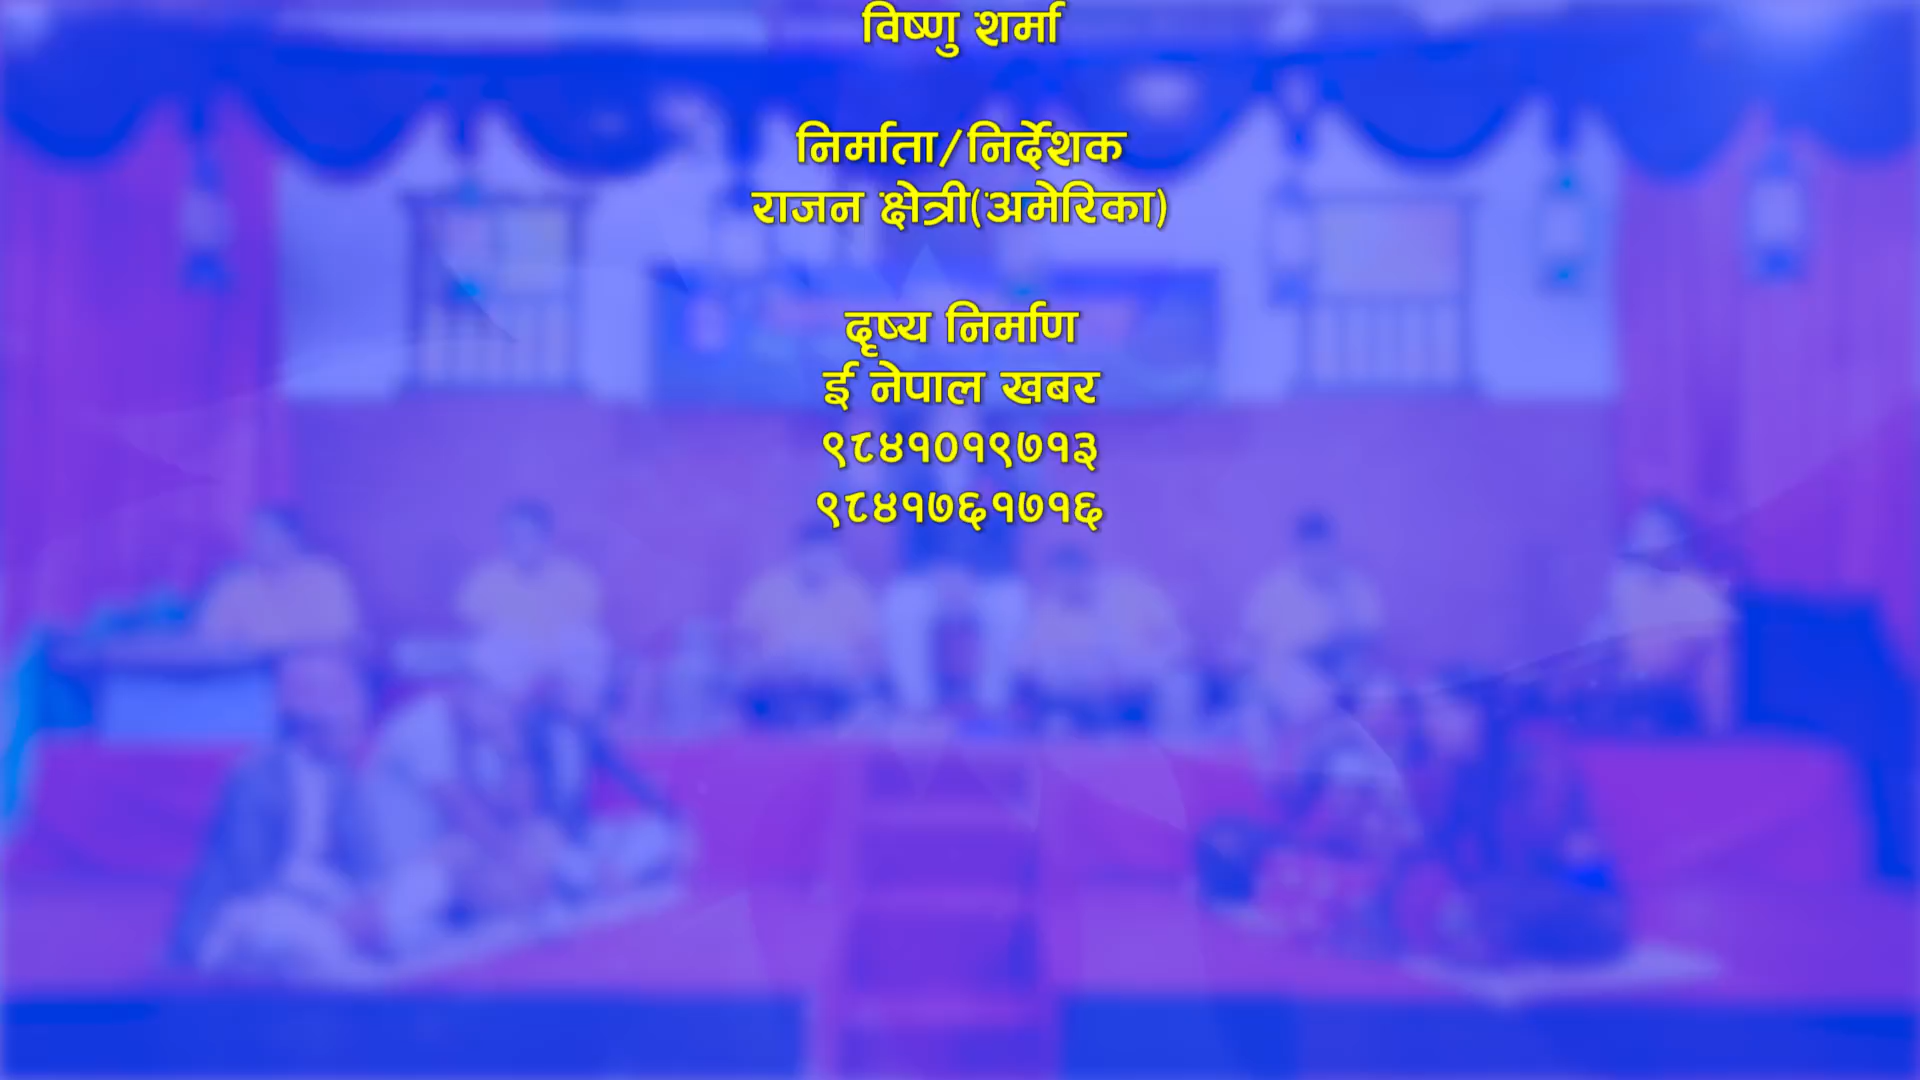 विष्णु शर्मा
निर्माता/निर्देशक
राजन क्षेत्री(अमेरिका)
दृष्य निर्माण
ई नेपाल खबर
९८४१०१९७१३
९८४१७६१७१६